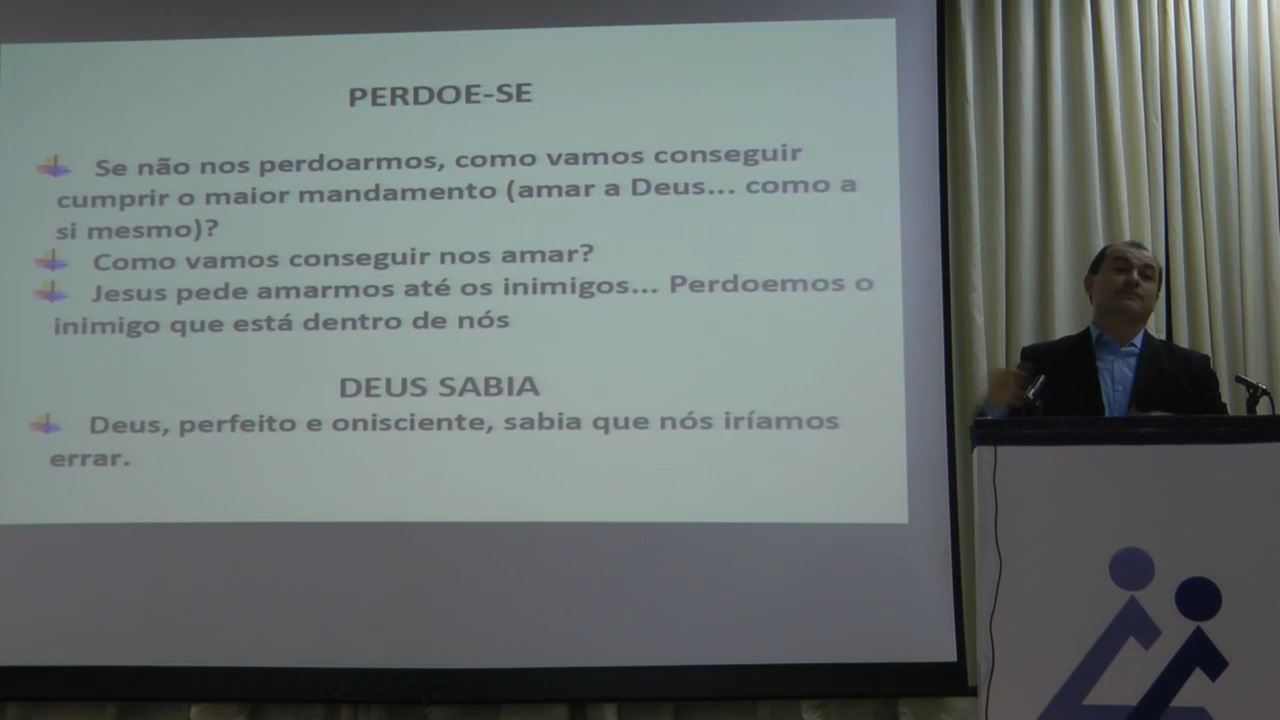 PERDOE-SE
Se não nos perdoarmos, como vamos conseguir
cumprir o maior mandamento (amar a Deus... como a
si mesmo)?
Como vamos conseguir nos amar?
Jesus pede amarmos até os inimigos... Perdoemos o
inimigo que está dentro de nós
DEUS SABIA
Deus, perfeito e onisciente, sabia que nós iríamos
errar.